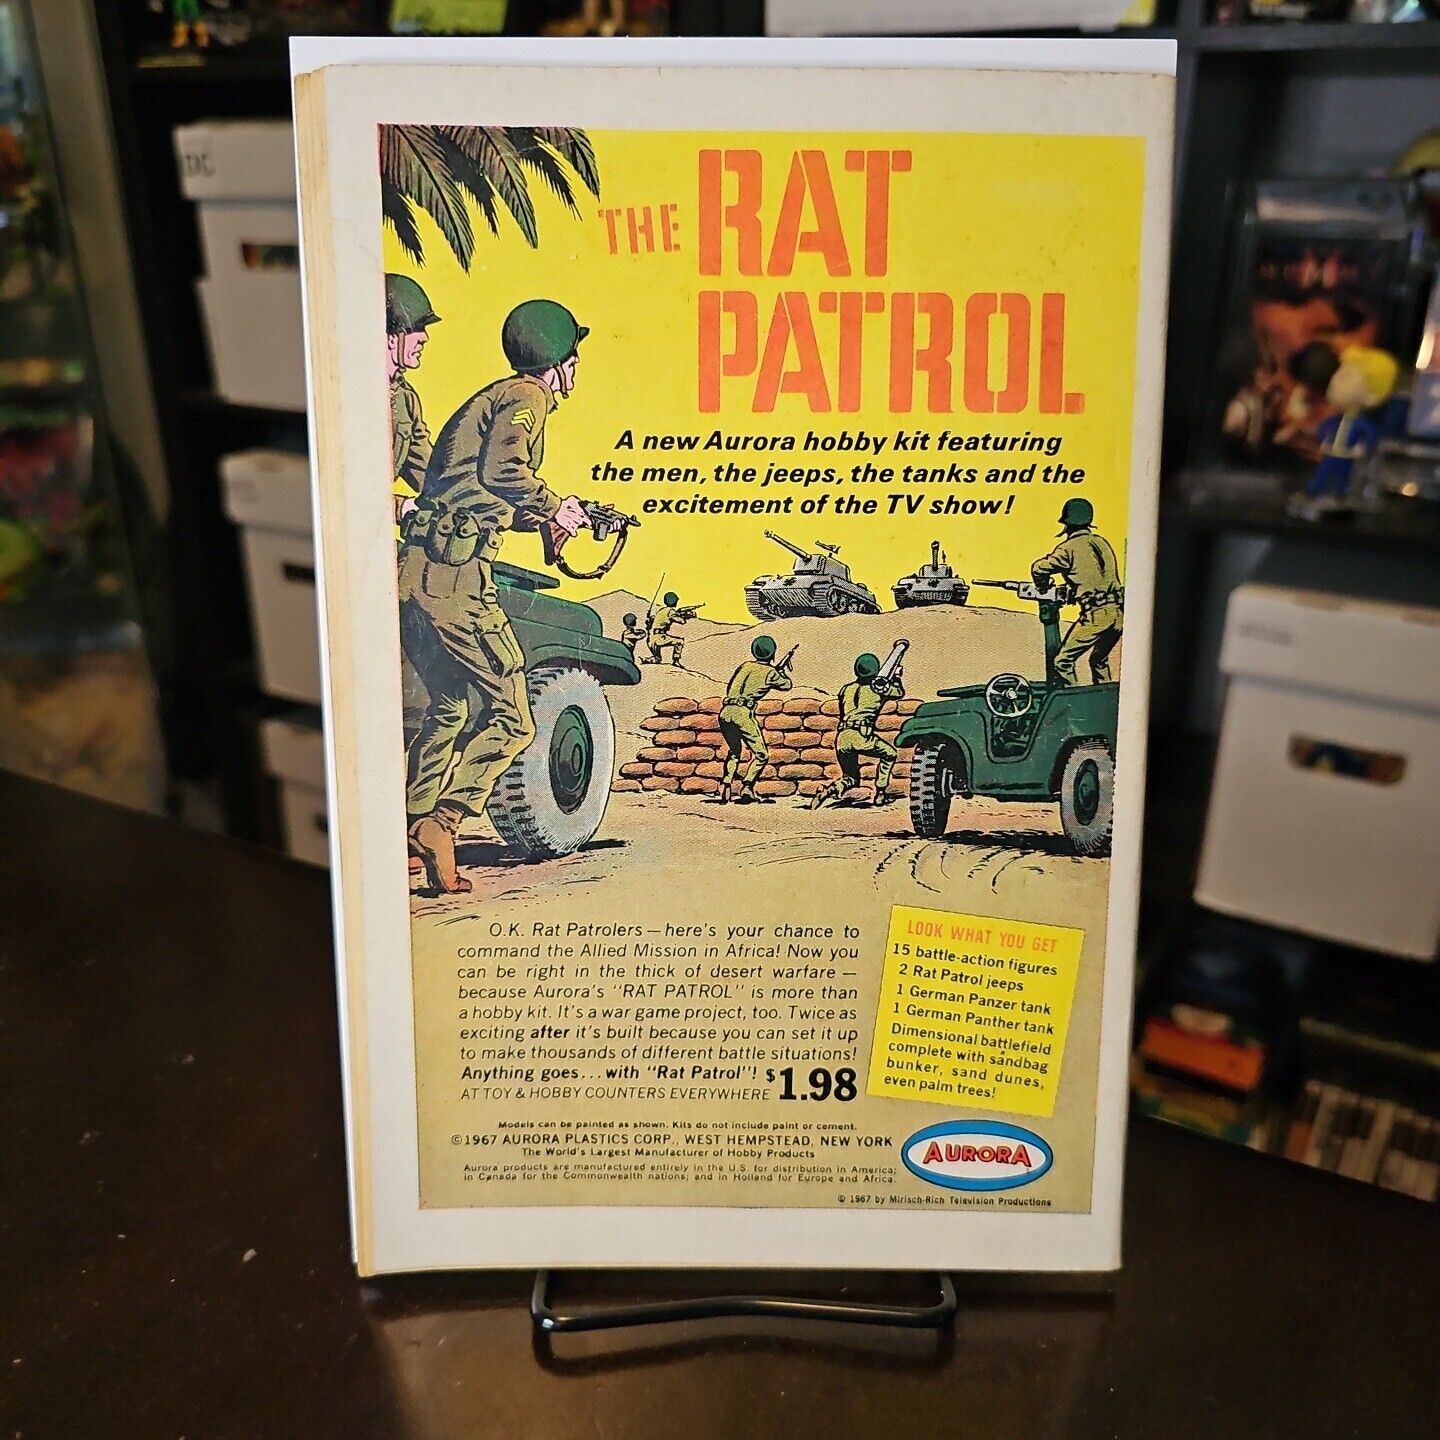 THE RAT
PATROL
A new Aurora hobby kit featuring
the men, the jeeps, the tanks and the
excitement of the TV show!
O.K. Rat Patrolers — here's your chance to
command the Allied Mission in Africa! Now you
can be right in the thick of desert warfare —
because Aurora's "RAT PATROL" is more than
a hobby kit. It's a war game project, too. Twice as
exciting after it's built because you can set it up
to make thousands of different battle situations!
Anything goes... with "Rat Patrol"! $1.98
AT TOY & HOBBY COUNTERS EVERYWHERE
LOOK WHAT YOU GET
15 battle-action figures
2 Rat Patrol jeeps
1 German Panzer tank
1 German Panther tank
Dimensional battlefield
complete with sandbag
bunker, sand dunes,
even palm trees!
Models can be painted as shown. Kits do not include paint or cement.
©1967 AURORA PLASTICS CORP., WEST HEMPSTEAD, NEW YORK
The World's Largest Manufacturer of Hobby Products
Aurora products are manufactured entirely in the U.S. for distribution in America;
in Canada for the Commonwealth nations; and in Holland for Europe and Africa.
AURORA
© 1967 by Mirisch-Rich Television Productions